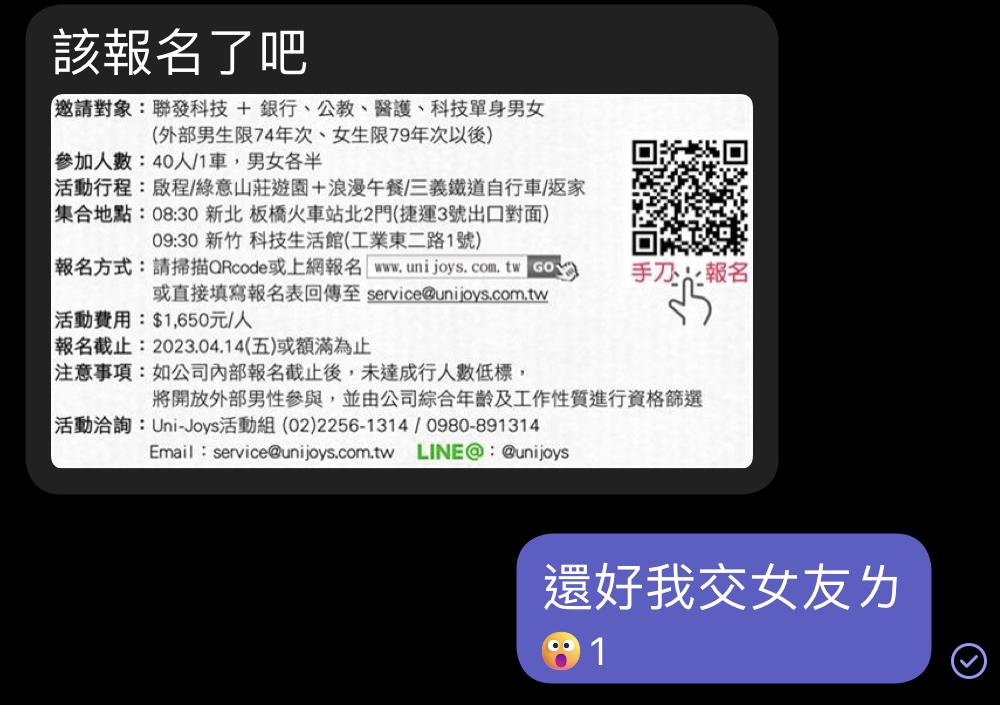 該報名了吧
邀請對象：聯發科技 ＋ 銀行、公教、醫護、科技單身男女
(外部男生限74年次、女生限79年次以後)
參加人數：40人/1車，男女各半
活動行程：啟程/綠意山莊遊園＋浪漫午餐/三義鐵道自行車/返家
集合地點：08:30 新北 板橋火車站北2門(捷運3號出口對面)
09:30 新竹 科技生活館(工業東二路1號)
報名方式：請掃描QRcode或上網報名 www.unijoys.com.tw GO
手刀 報名
或直接填寫報名表回傳至 service@unijoys.com.tw
活動費用：$1,650元/人
報名截止：2023.04.14(五)或額滿為止
注意事項：如公司內部報名截止後，未達成行人數低標，
將開放外部男性參與，並由公司綜合年齡及工作性質進行資格篩選
活動洽詢：Uni-Joys活動組 (02)2256-1314 / 0980-891314
Email：service@unijoys.com.tw LINE@：@unijoys
還好我交女友ㄌ
😲 1